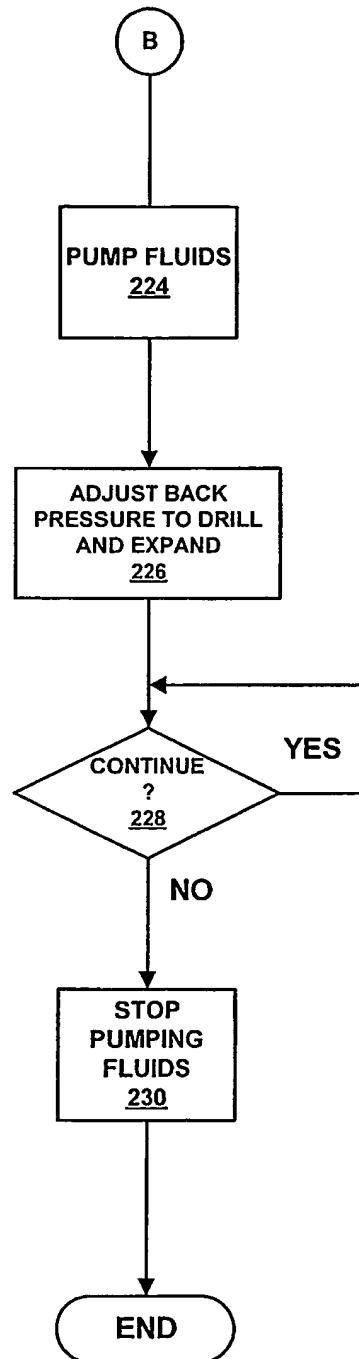 B
PUMP FLUIDS
224
ADJUST BACK
PRESSURE TO DRILL
AND EXPAND
226
CONTINUE
?
228
YES
NO
STOP
PUMPING
FLUIDS
230
END